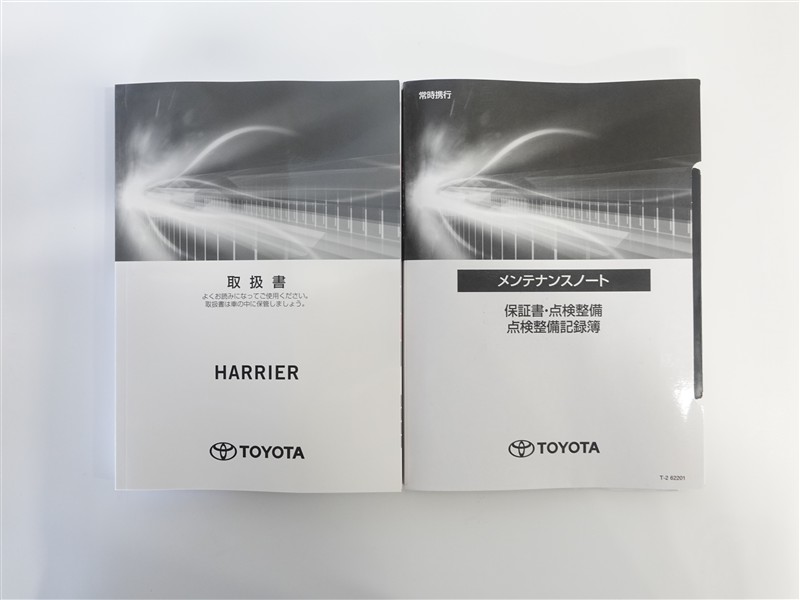 取扱書
よくお読みになってご使用ください。
取扱書は車の中に保管しましょう。
HARRIER
TOYOTA
常時携行
メンテナンスノート
保証書・点検整備
点検整備記録簿
TOYOTA
T-2-62201